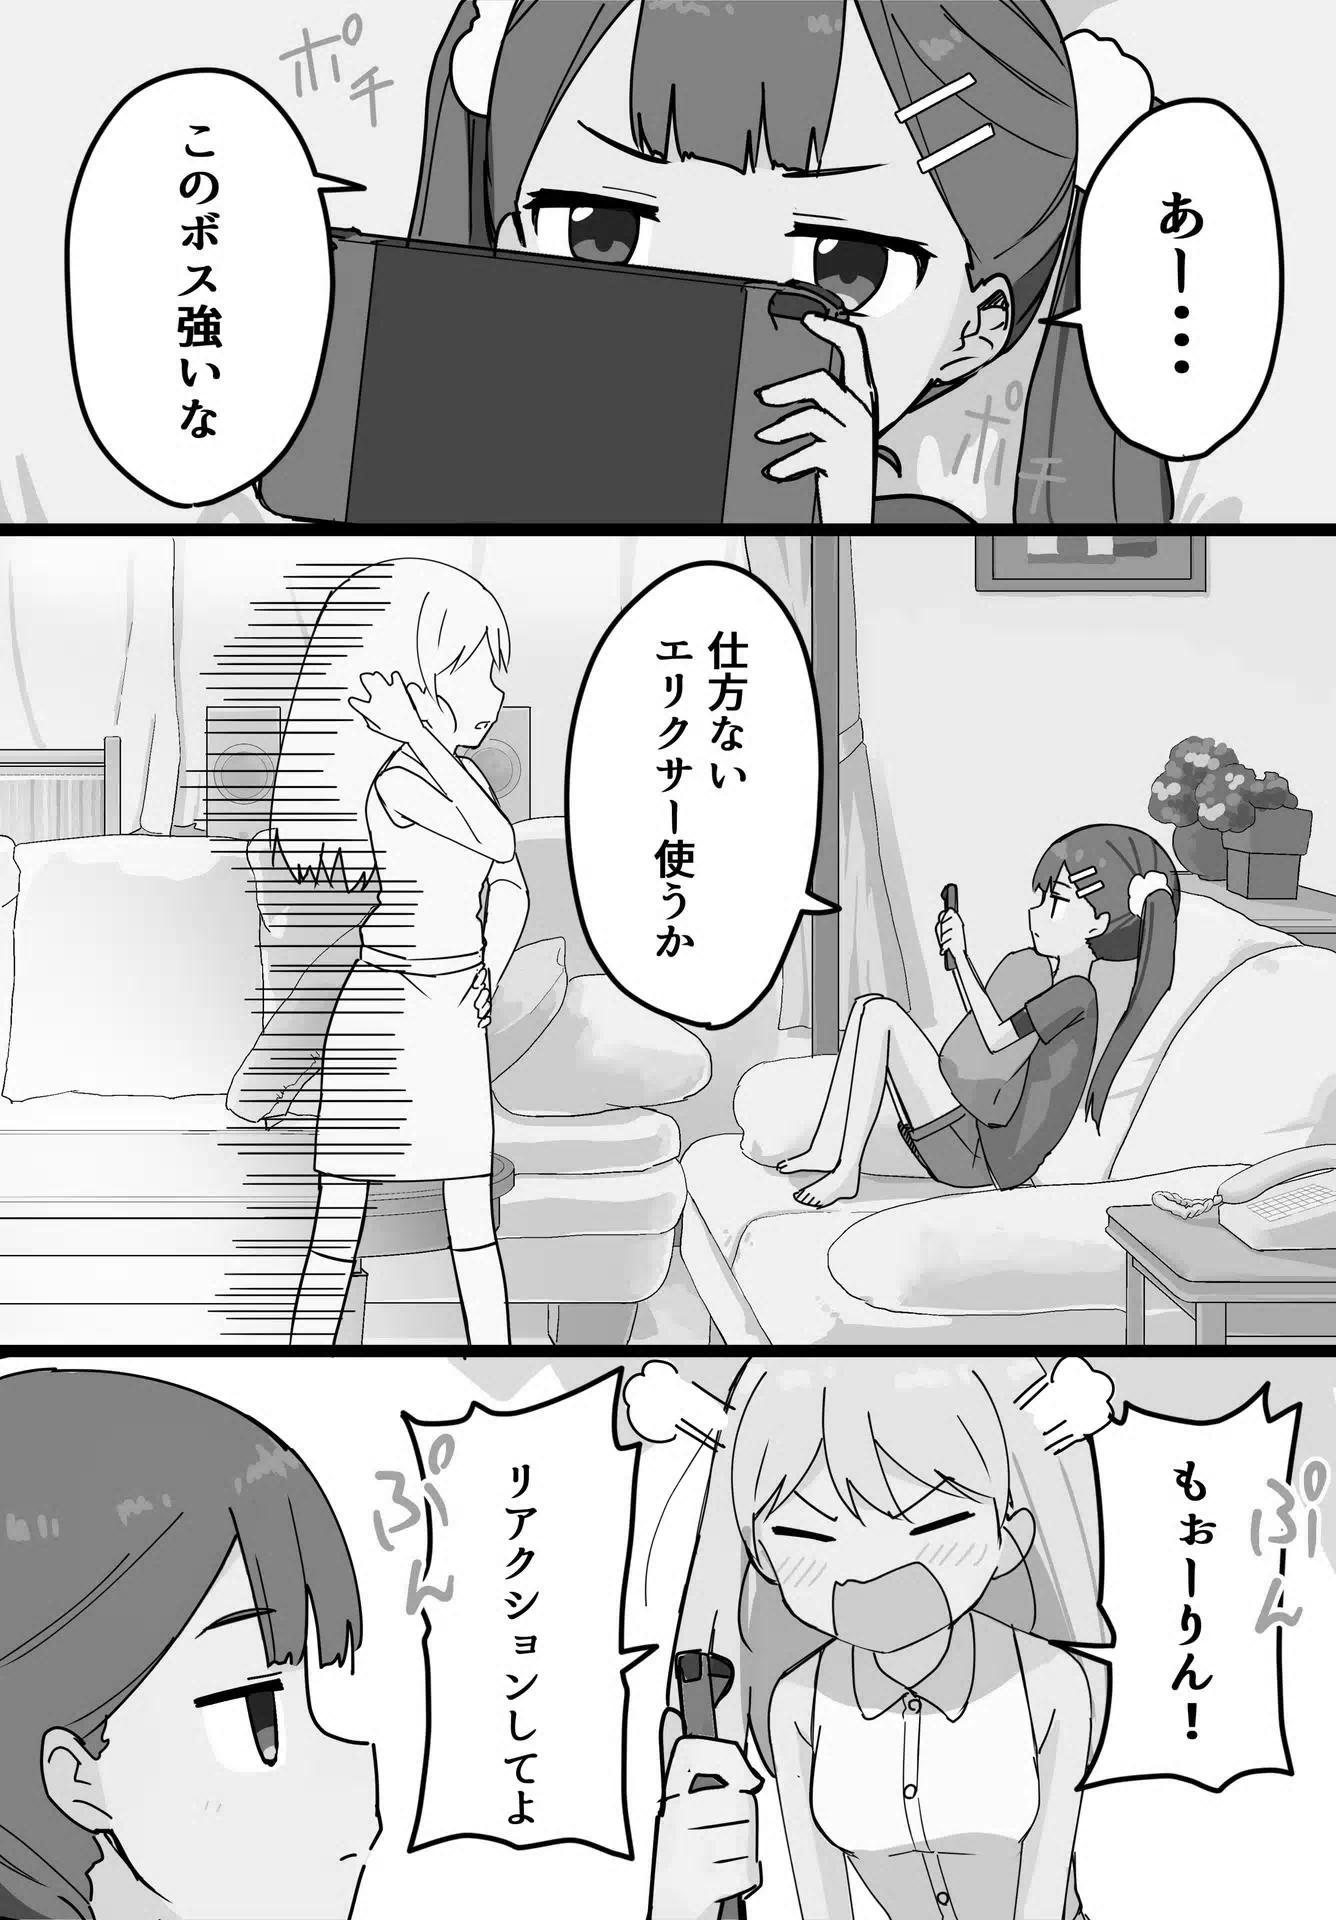 あー・・・
ポチ
ポチ
このボス強いな
仕方ない
エリクサー使うか
もぉーりん！
ぷん
リアクションしてよ
ぷん